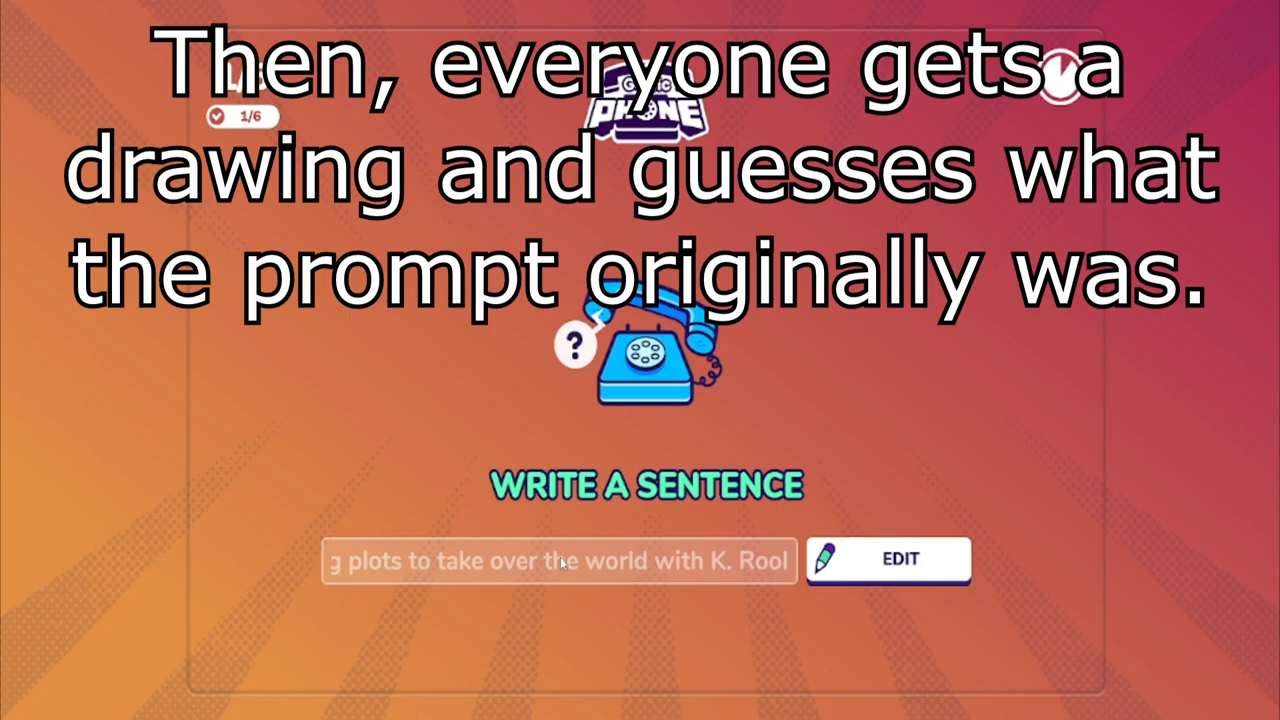 Then, everyone gets a
1/6
PHONE
drawing and guesses what
the prompt originally was.
?
WRITE A SENTENCE
g plots to take over the world with K. Rool
EDIT